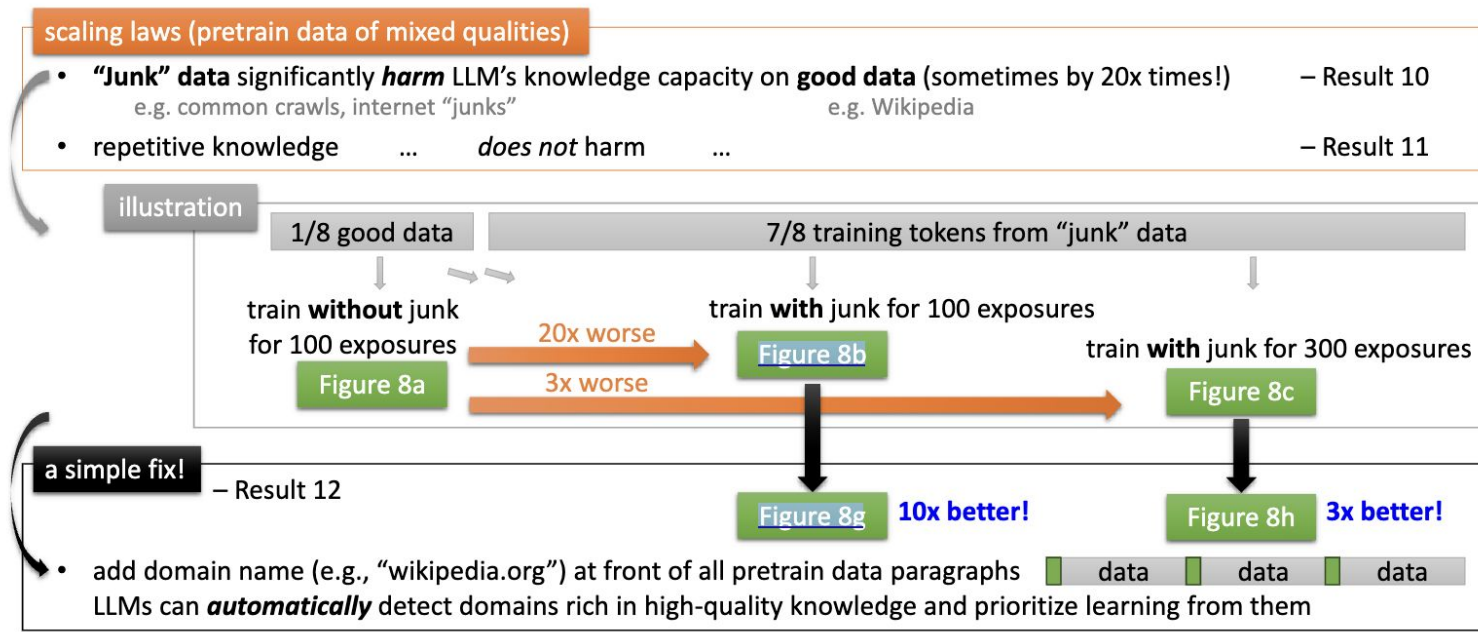 scaling laws (pretrain data of mixed qualities)
• “Junk” data significantly harm LLM’s knowledge capacity on good data (sometimes by 20x times!) – Result 10
e.g. common crawls, internet “junks” e.g. Wikipedia
• repetitive knowledge ... does not harm ... – Result 11
illustration
1/8 good data 7/8 training tokens from “junk” data
train without junk
for 100 exposures
Figure 8a
20x worse
3x worse
train with junk for 100 exposures
Figure 8b
train with junk for 300 exposures
Figure 8c
a simple fix!
– Result 12
Figure 8g 10x better!
Figure 8h 3x better!
• add domain name (e.g., “wikipedia.org”) at front of all pretrain data paragraphs data data data
LLMs can automatically detect domains rich in high-quality knowledge and prioritize learning from them